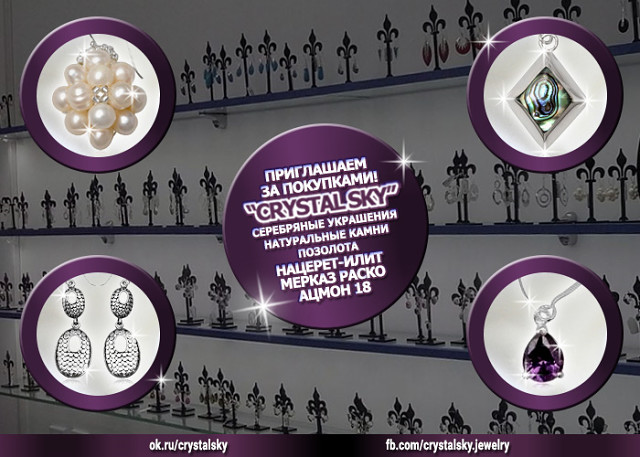 ПРИГЛАШАЕМ
ЗА ПОКУПКАМИ!
"CRYSTALSKY"
СЕРЕБРЯНЫЕ УКРАШЕНИЯ
НАТУРАЛЬНЫЕ КАМНИ
ПОЗОЛОТА
НАЦЕРЕТ-ИЛИТ
МЕРКАЗ РАСКО
АЦМОН 18
ok.ru/crystalsky fb.com/crystalsky.jewelry